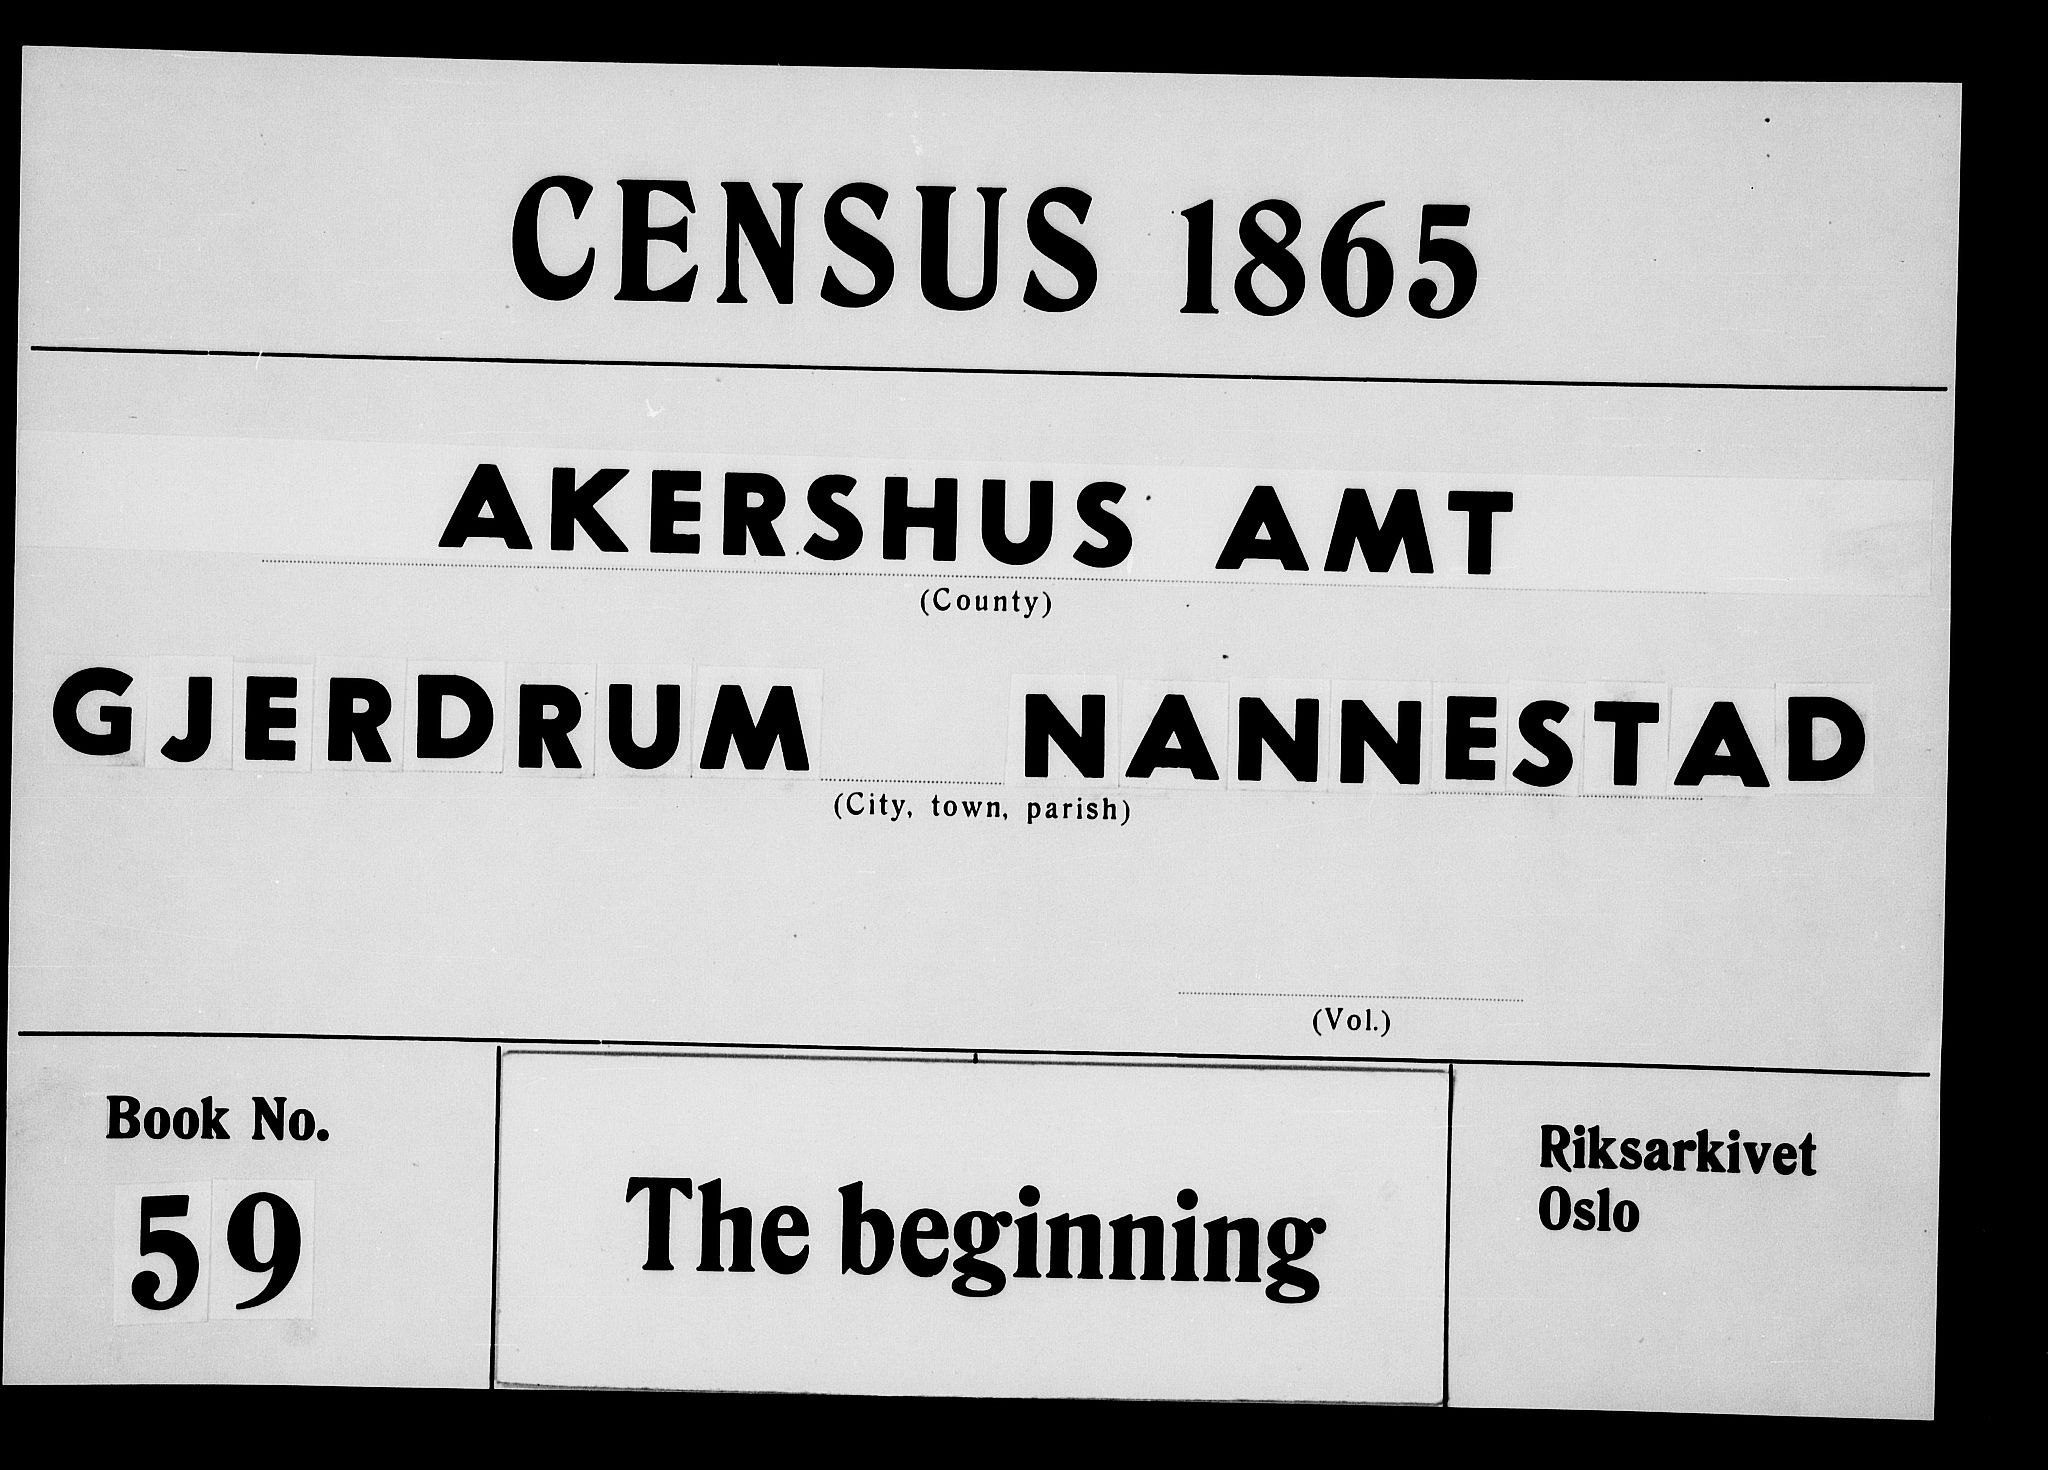 CENSUS 1865
AKERSHUS AMT
(County)
GJERDRUM NANNESTAD
(City, town, parish)
(Vol.)
Book No.
59
The beginning
Riksarkivet
Oslo